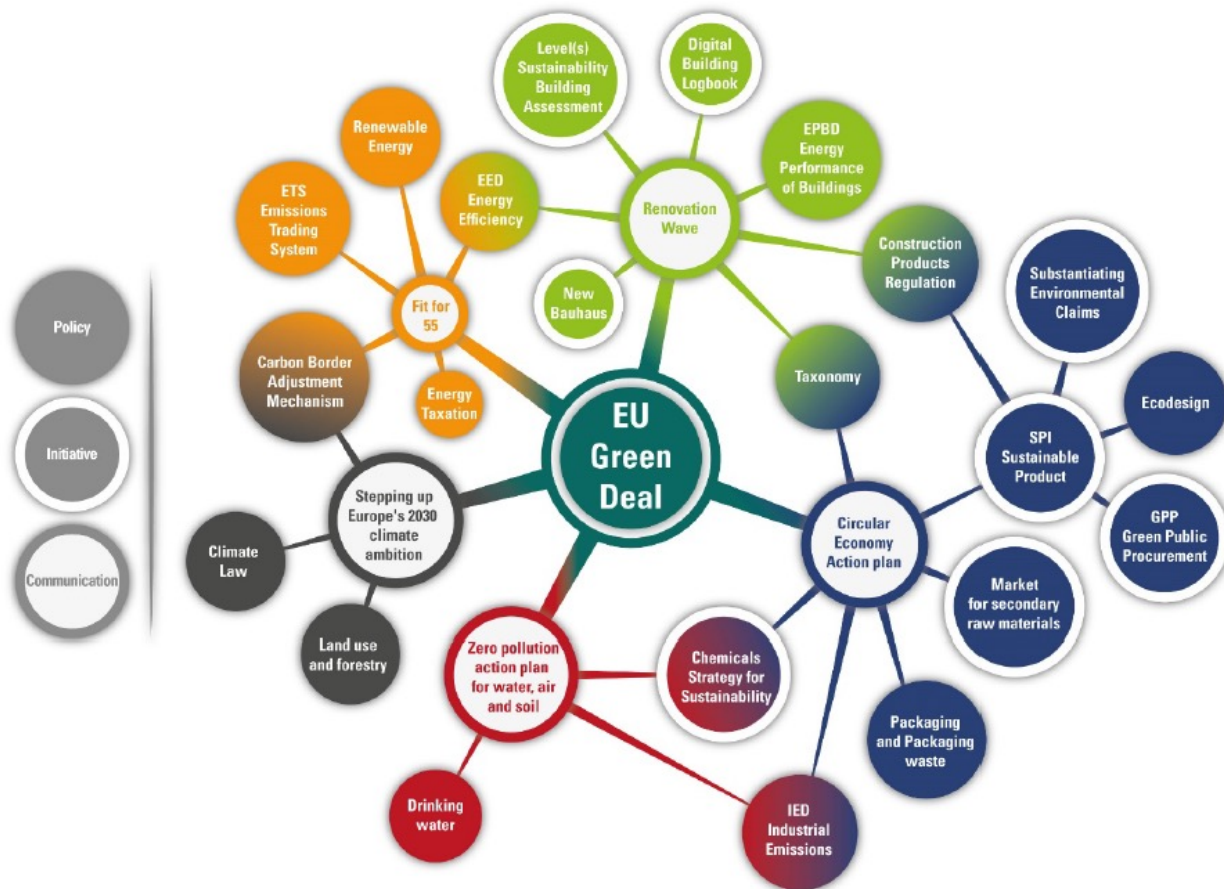 Policy
Initiative
Communication
EU
Green
Deal
Renovation
Wave
Level(s)
Sustainability
Building
Assessment
Digital
Building
Logbook
EPBD
Energy
Performance
of Buildings
EED
Energy
Efficiency
New
Bauhaus
Construction
Products
Regulation
Taxonomy
Fit for
55
Renewable
Energy
ETS
Emissions
Trading
System
Carbon Border
Adjustment
Mechanism
Energy
Taxation
Stepping up
Europe's 2030
climate
ambition
Climate
Law
Land use
and forestry
Zero pollution
action plan
for water, air
and soil
Drinking
water
Chemicals
Strategy for
Sustainability
IED
Industrial
Emissions
Circular
Economy
Action plan
SPI
Sustainable
Product
Substantiating
Environmental
Claims
Ecodesign
GPP
Green Public
Procurement
Market
for secondary
raw materials
Packaging
and Packaging
waste